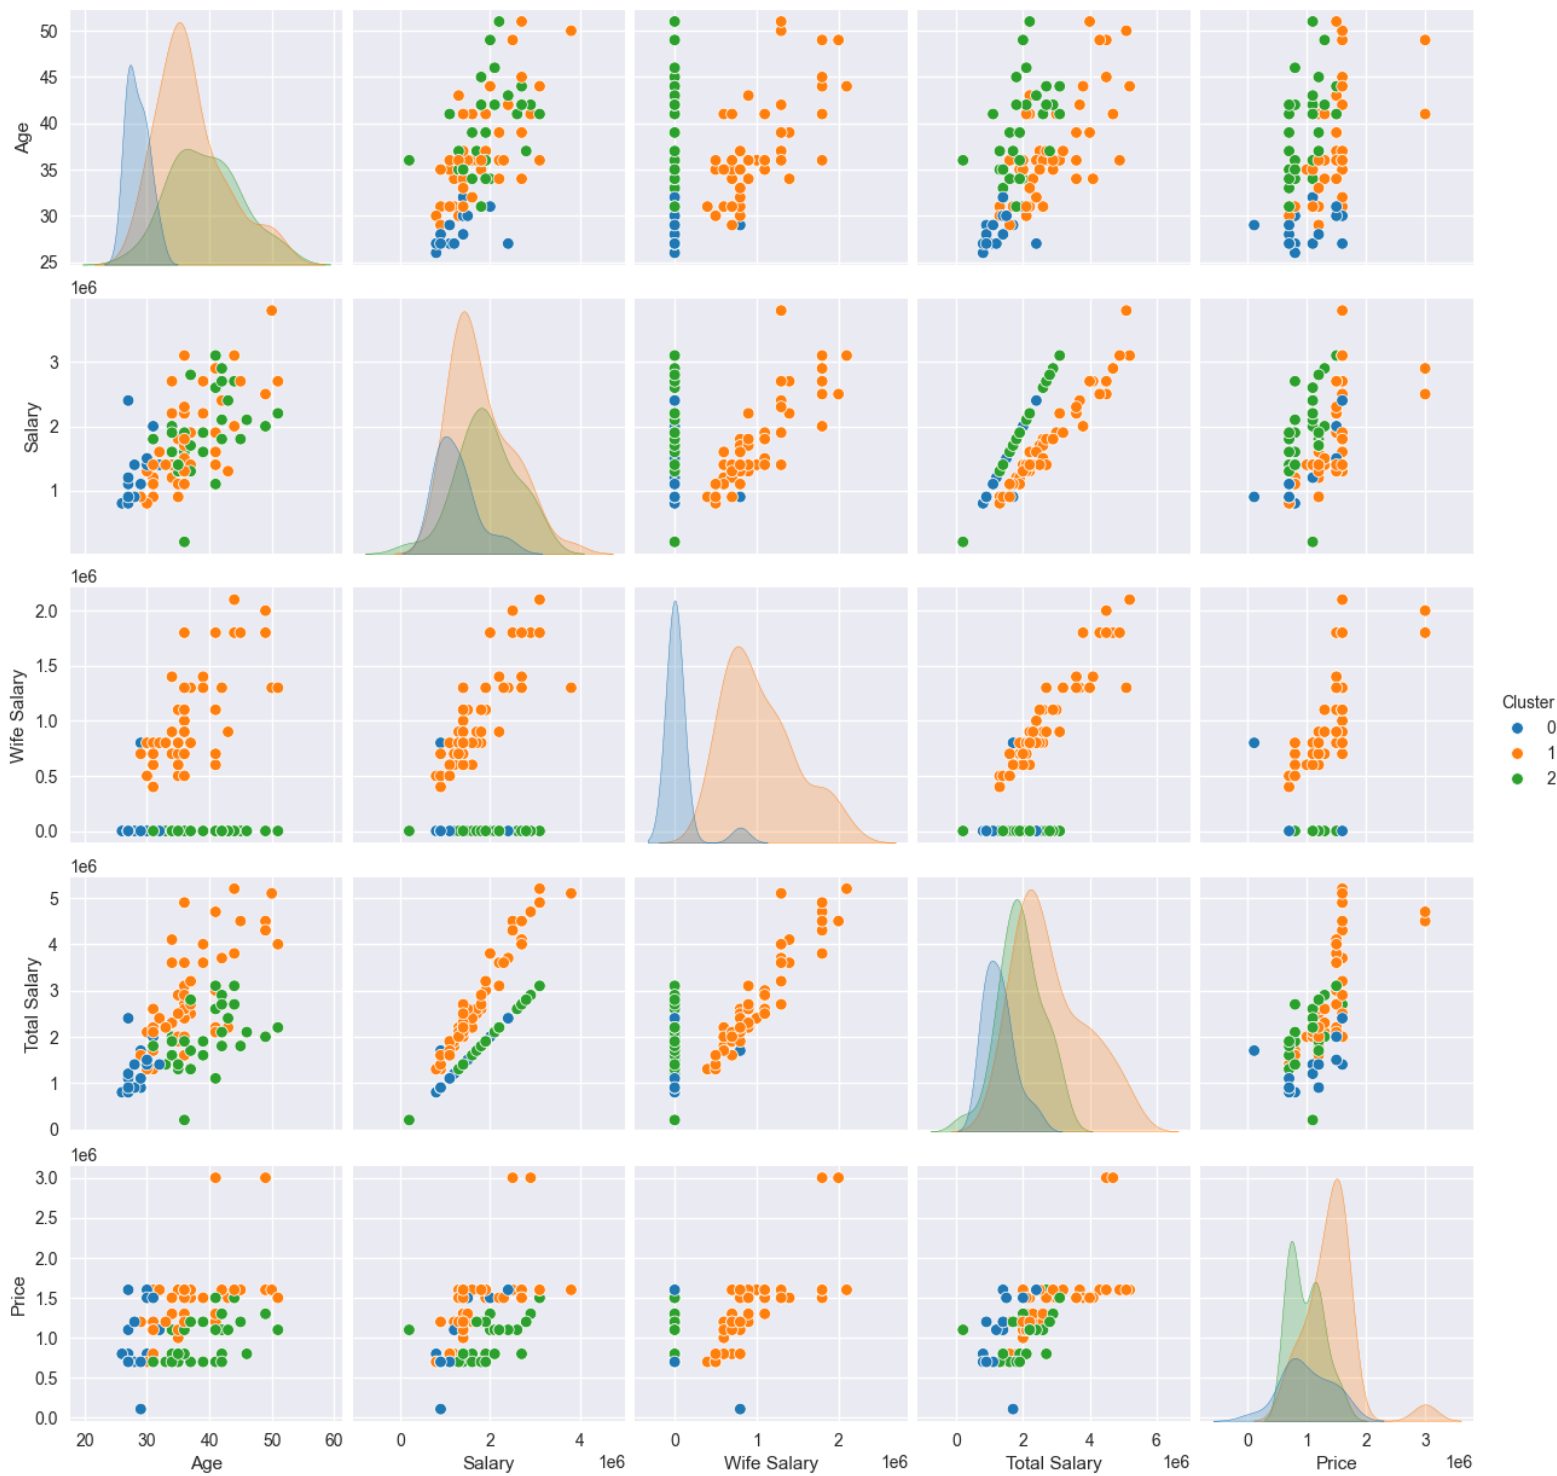 50
45
40
35
30
25
Age
1e6
3
2
1
Salary
1e6
2.0
1.5
1.0
0.5
0.0
Wife Salary
Cluster
0
1
2
1e6
5
4
3
2
1
0
Total Salary
1e6
3.0
2.5
2.0
1.5
1.0
0.5
0.0
Price
20 30 40 50 60
Age
0 2 4
Salary 1e6
0 1 2
Wife Salary 1e6
0 2 4 6
Total Salary 1e6
0 1 2 3
Price 1e6